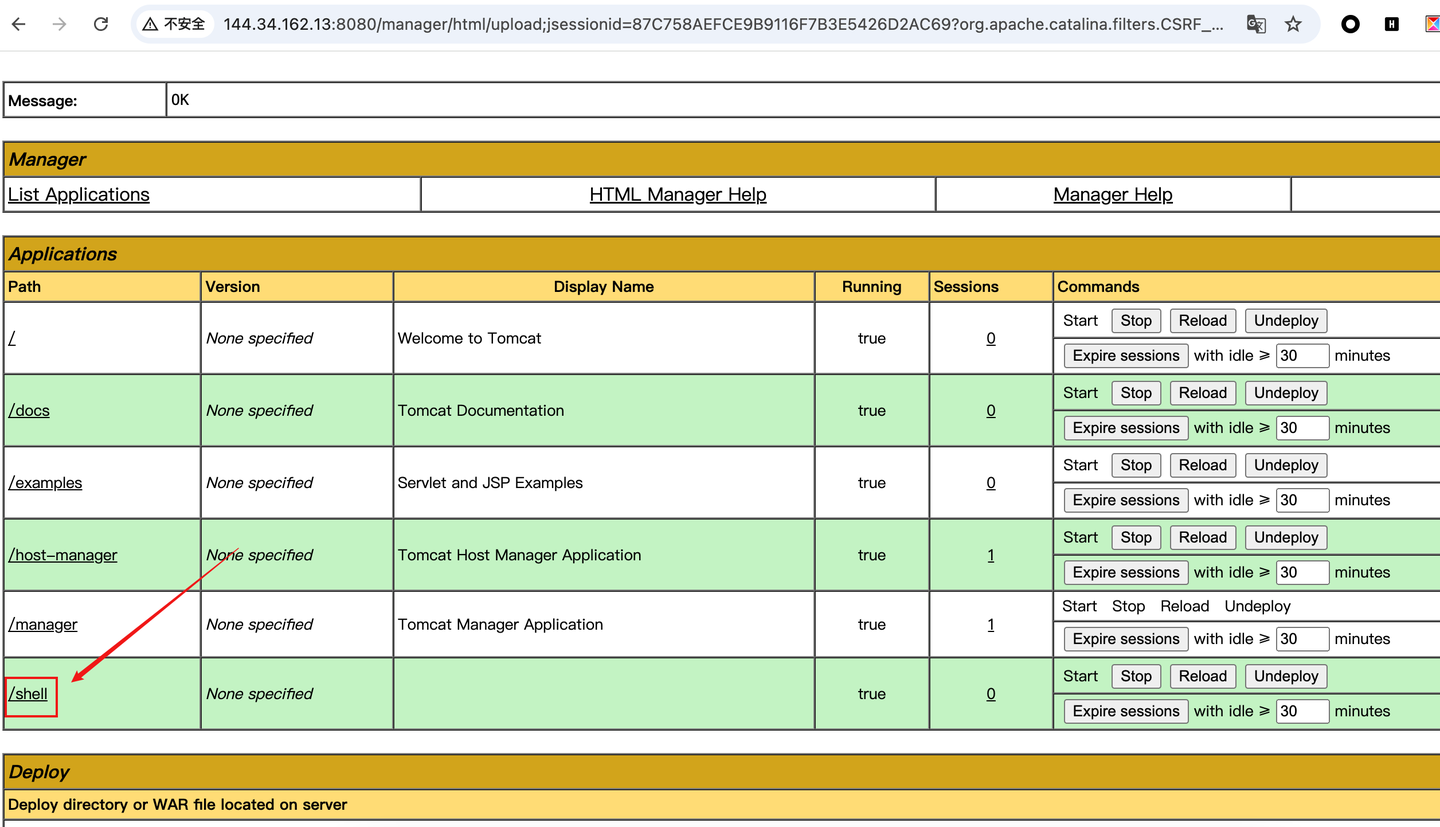 不安全 144.34.162.13:8080/manager/html/upload;jsessionid=87C758AEFCE9B9116F7B3E5426D2AC69?org.apache.catalina.filters.CSRF_...
Message: OK
Manager
List Applications HTML Manager Help Manager Help
Applications
Path Version Display Name Running Sessions Commands
/ None specified Welcome to Tomcat true 0 Start Stop Reload Undeploy
Expire sessions with idle ≥ 30 minutes
/docs None specified Tomcat Documentation true 0 Start Stop Reload Undeploy
Expire sessions with idle ≥ 30 minutes
/examples None specified Servlet and JSP Examples true 0 Start Stop Reload Undeploy
Expire sessions with idle ≥ 30 minutes
/host-manager None specified Tomcat Host Manager Application true 1 Start Stop Reload Undeploy
Expire sessions with idle ≥ 30 minutes
/manager None specified Tomcat Manager Application true 1 Start Stop Reload Undeploy
Expire sessions with idle ≥ 30 minutes
/shell None specified true 0 Start Stop Reload Undeploy
Expire sessions with idle ≥ 30 minutes
Deploy
Deploy directory or WAR file located on server